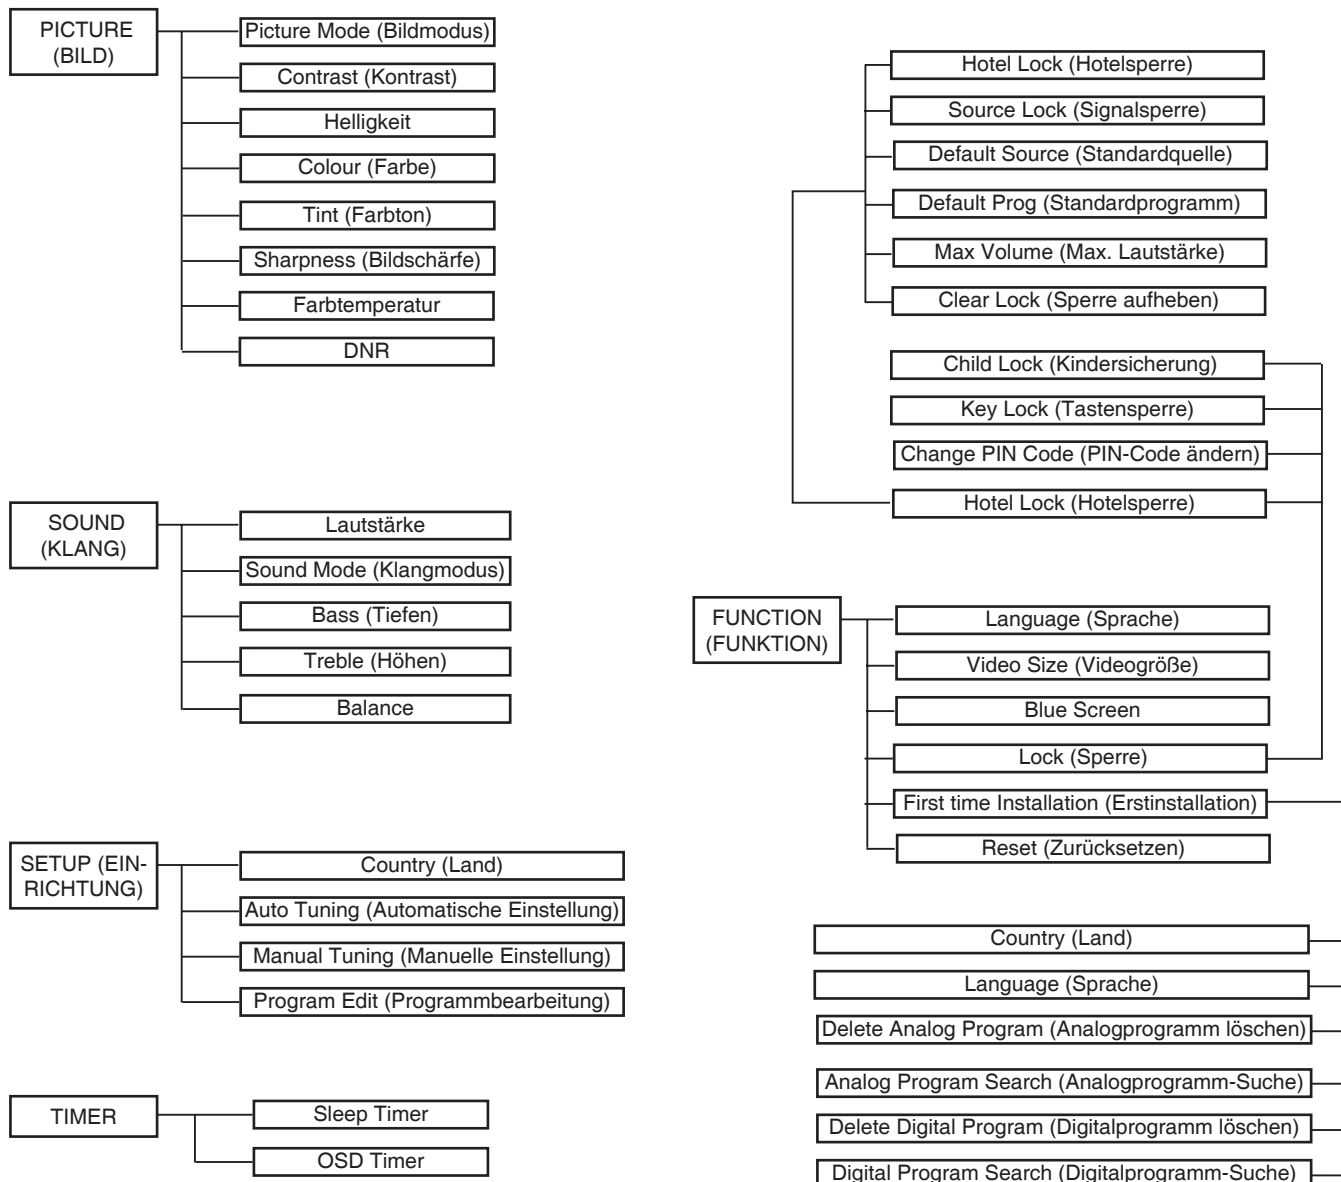 PICTURE
(BILD)
Picture Mode (Bildmodus)
Contrast (Kontrast)
Helligkeit
Colour (Farbe)
Tint (Farbton)
Sharpness (Bildschärfe)
Farbtemperatur
DNR
SOUND
(KLANG)
Lautstärke
Sound Mode (Klangmodus)
Bass (Tiefen)
Treble (Höhen)
Balance
SETUP (EIN-
RICHTUNG)
Country (Land)
Auto Tuning (Automatische Einstellung)
Manual Tuning (Manuelle Einstellung)
Program Edit (Programmbearbeitung)
TIMER
Sleep Timer
OSD Timer
Hotel Lock (Hotelsperre)
Source Lock (Signalsperre)
Default Source (Standardquelle)
Default Prog (Standardprogramm)
Max Volume (Max. Lautstärke)
Clear Lock (Sperre aufheben)
Child Lock (Kindersicherung)
Key Lock (Tastensperre)
Change PIN Code (PIN-Code ändern)
Hotel Lock (Hotelsperre)
FUNCTION
(FUNKTION)
Language (Sprache)
Video Size (Videogröße)
Blue Screen
Lock (Sperre)
First time Installation (Erstinstallation)
Reset (Zurücksetzen)
Country (Land)
Language (Sprache)
Delete Analog Program (Analogprogramm löschen)
Analog Program Search (Analogprogramm-Suche)
Delete Digital Program (Digitalprogramm löschen)
Digital Program Search (Digitalprogramm-Suche)